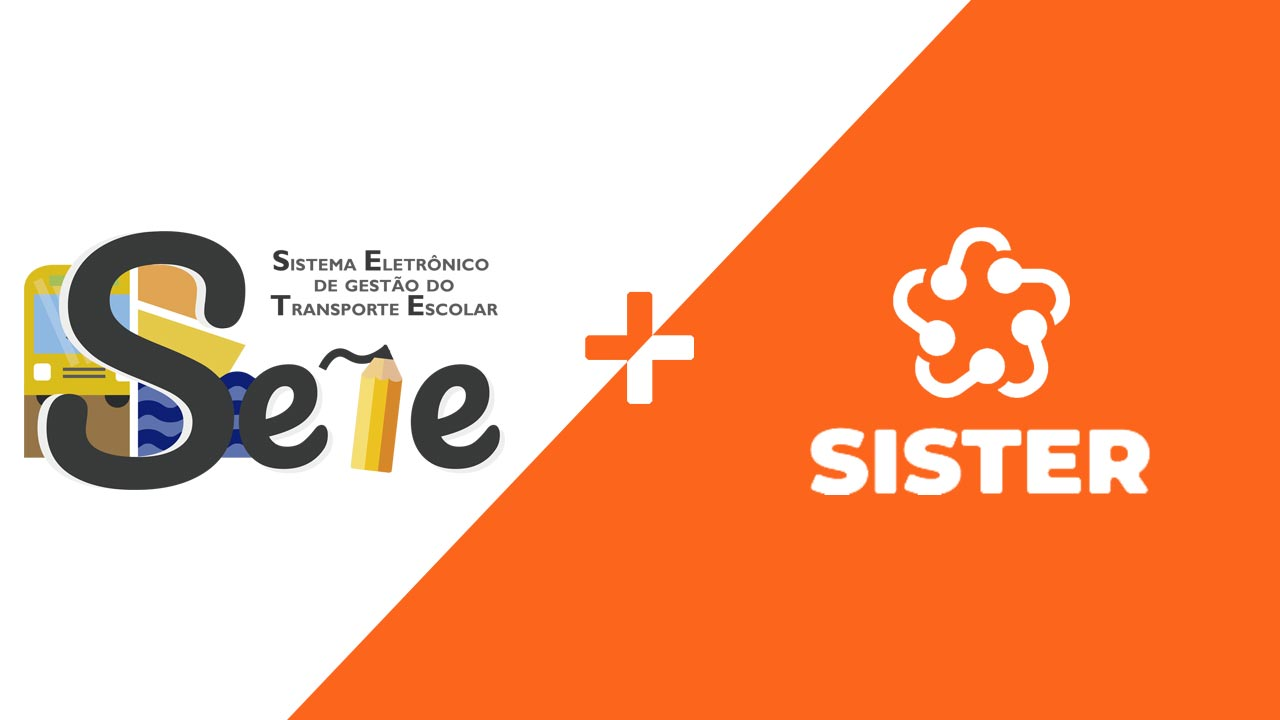 SISTEMA ELETRÔNICO
DE GESTÃO DO
TRANSPORTE ESCOLAR
Sete
SISTER